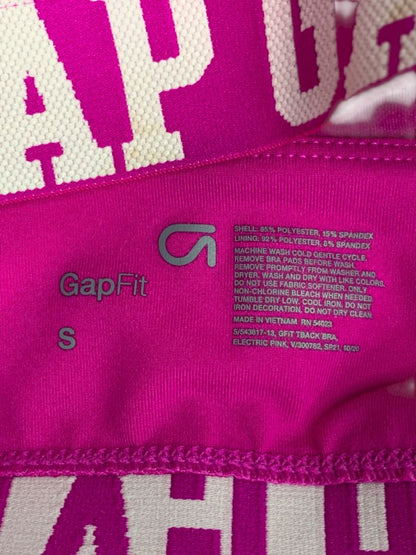 GAP
GA
GapFit
S
SHELL: 85% POLYESTER, 15% SPANDEX
LINING: 92% POLYESTER, 8% SPANDEX
MACHINE WASH COLD GENTLE CYCLE.
REMOVE BRA PADS BEFORE WASH.
REMOVE PROMPTLY FROM WASHER AND
DRYER. WASH AND DRY WITH LIKE COLORS.
DO NOT USE FABRIC SOFTENER. ONLY
NON-CHLORINE BLEACH WHEN NEEDED.
TUMBLE DRY LOW. COOL IRON. DO NOT
IRON DECORATION. DO NOT DRY CLEAN.
MADE IN VIETNAM RN 54023
S/543817-13, GFIT TBACK BRA,
ELECTRIC PINK, V/300782, SP21, 10/20